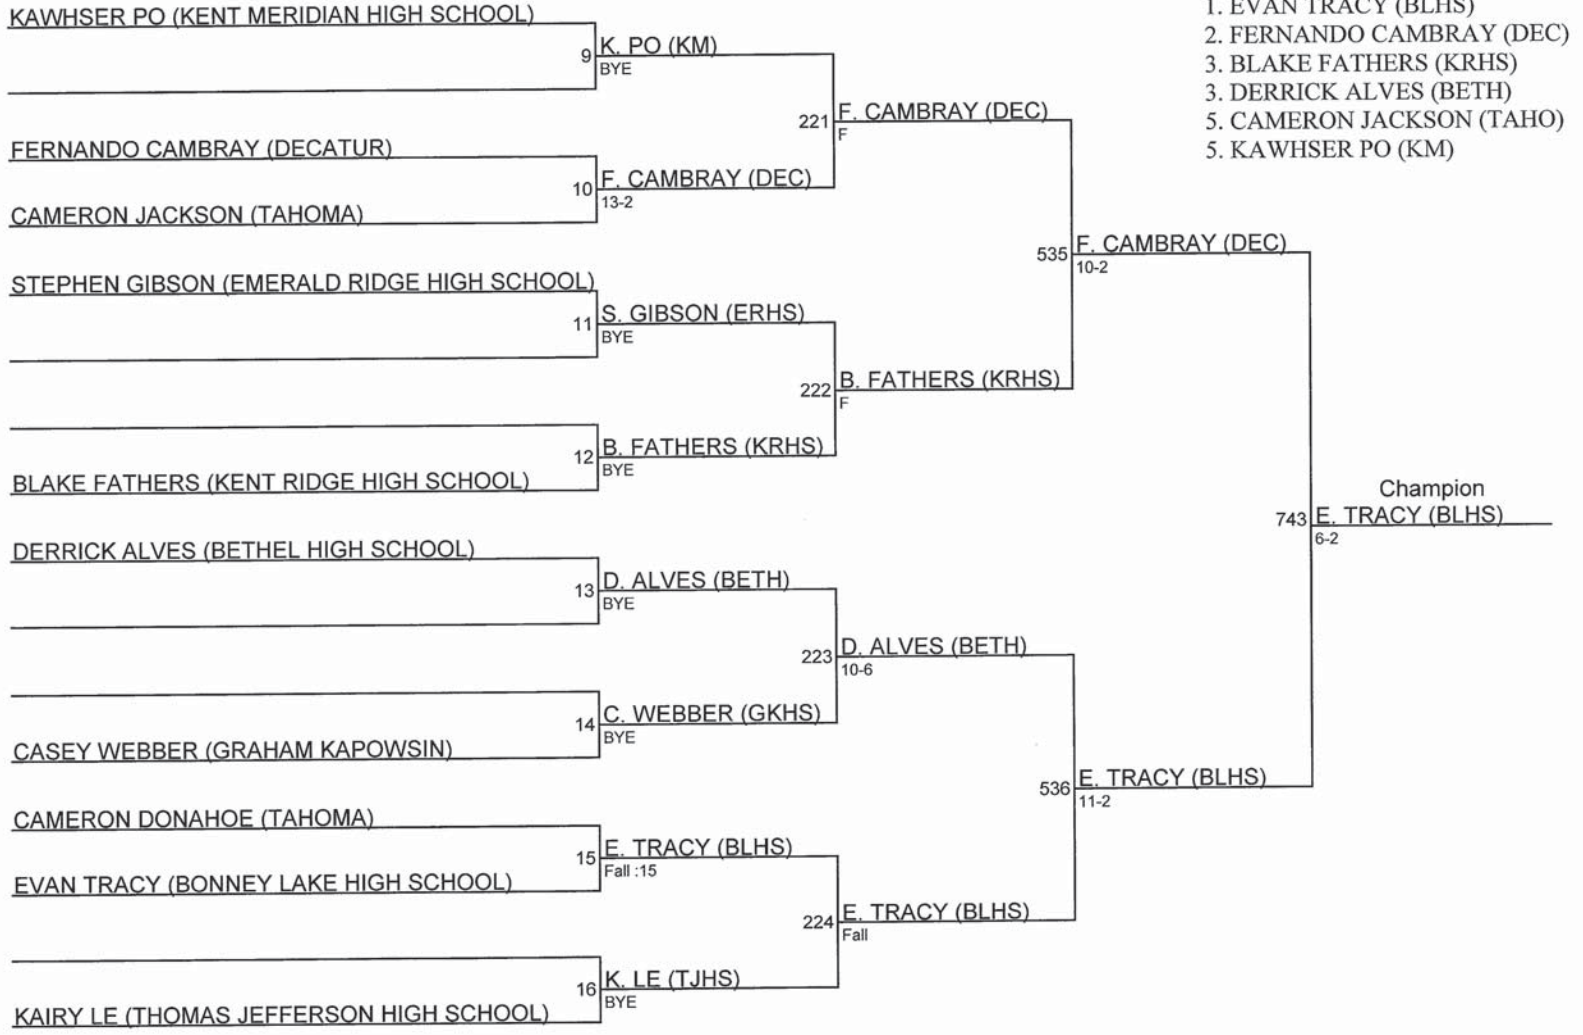 KAWHSER PO (KENT MERIDIAN HIGH SCHOOL)
9 K. PO (KM)
BYE
221 F. CAMBRAY (DEC)
F
FERNANDO CAMBRAY (DECATUR)
10 F. CAMBRAY (DEC)
13-2
CAMERON JACKSON (TAHOMA)
535 F. CAMBRAY (DEC)
10-2
STEPHEN GIBSON (EMERALD RIDGE HIGH SCHOOL)
11 S. GIBSON (ERHS)
BYE
222 B. FATHERS (KRHS)
F
12 B. FATHERS (KRHS)
BYE
BLAKE FATHERS (KENT RIDGE HIGH SCHOOL)
Champion
743 E. TRACY (BLHS)
6-2
DERRICK ALVES (BETHEL HIGH SCHOOL)
13 D. ALVES (BETH)
BYE
223 D. ALVES (BETH)
10-6
14 C. WEBBER (GKHS)
BYE
CASEY WEBBER (GRAHAM KAPOWSIN)
536 E. TRACY (BLHS)
11-2
CAMERON DONAHOE (TAHOMA)
15 E. TRACY (BLHS)
Fall :15
EVAN TRACY (BONNEY LAKE HIGH SCHOOL)
224 E. TRACY (BLHS)
Fall
16 K. LE (TJHS)
BYE
KAIRY LE (THOMAS JEFFERSON HIGH SCHOOL)
1. EVAN TRACY (BLHS)
2. FERNANDO CAMBRAY (DEC)
3. BLAKE FATHERS (KRHS)
3. DERRICK ALVES (BETH)
5. CAMERON JACKSON (TAHO)
5. KAWHSER PO (KM)